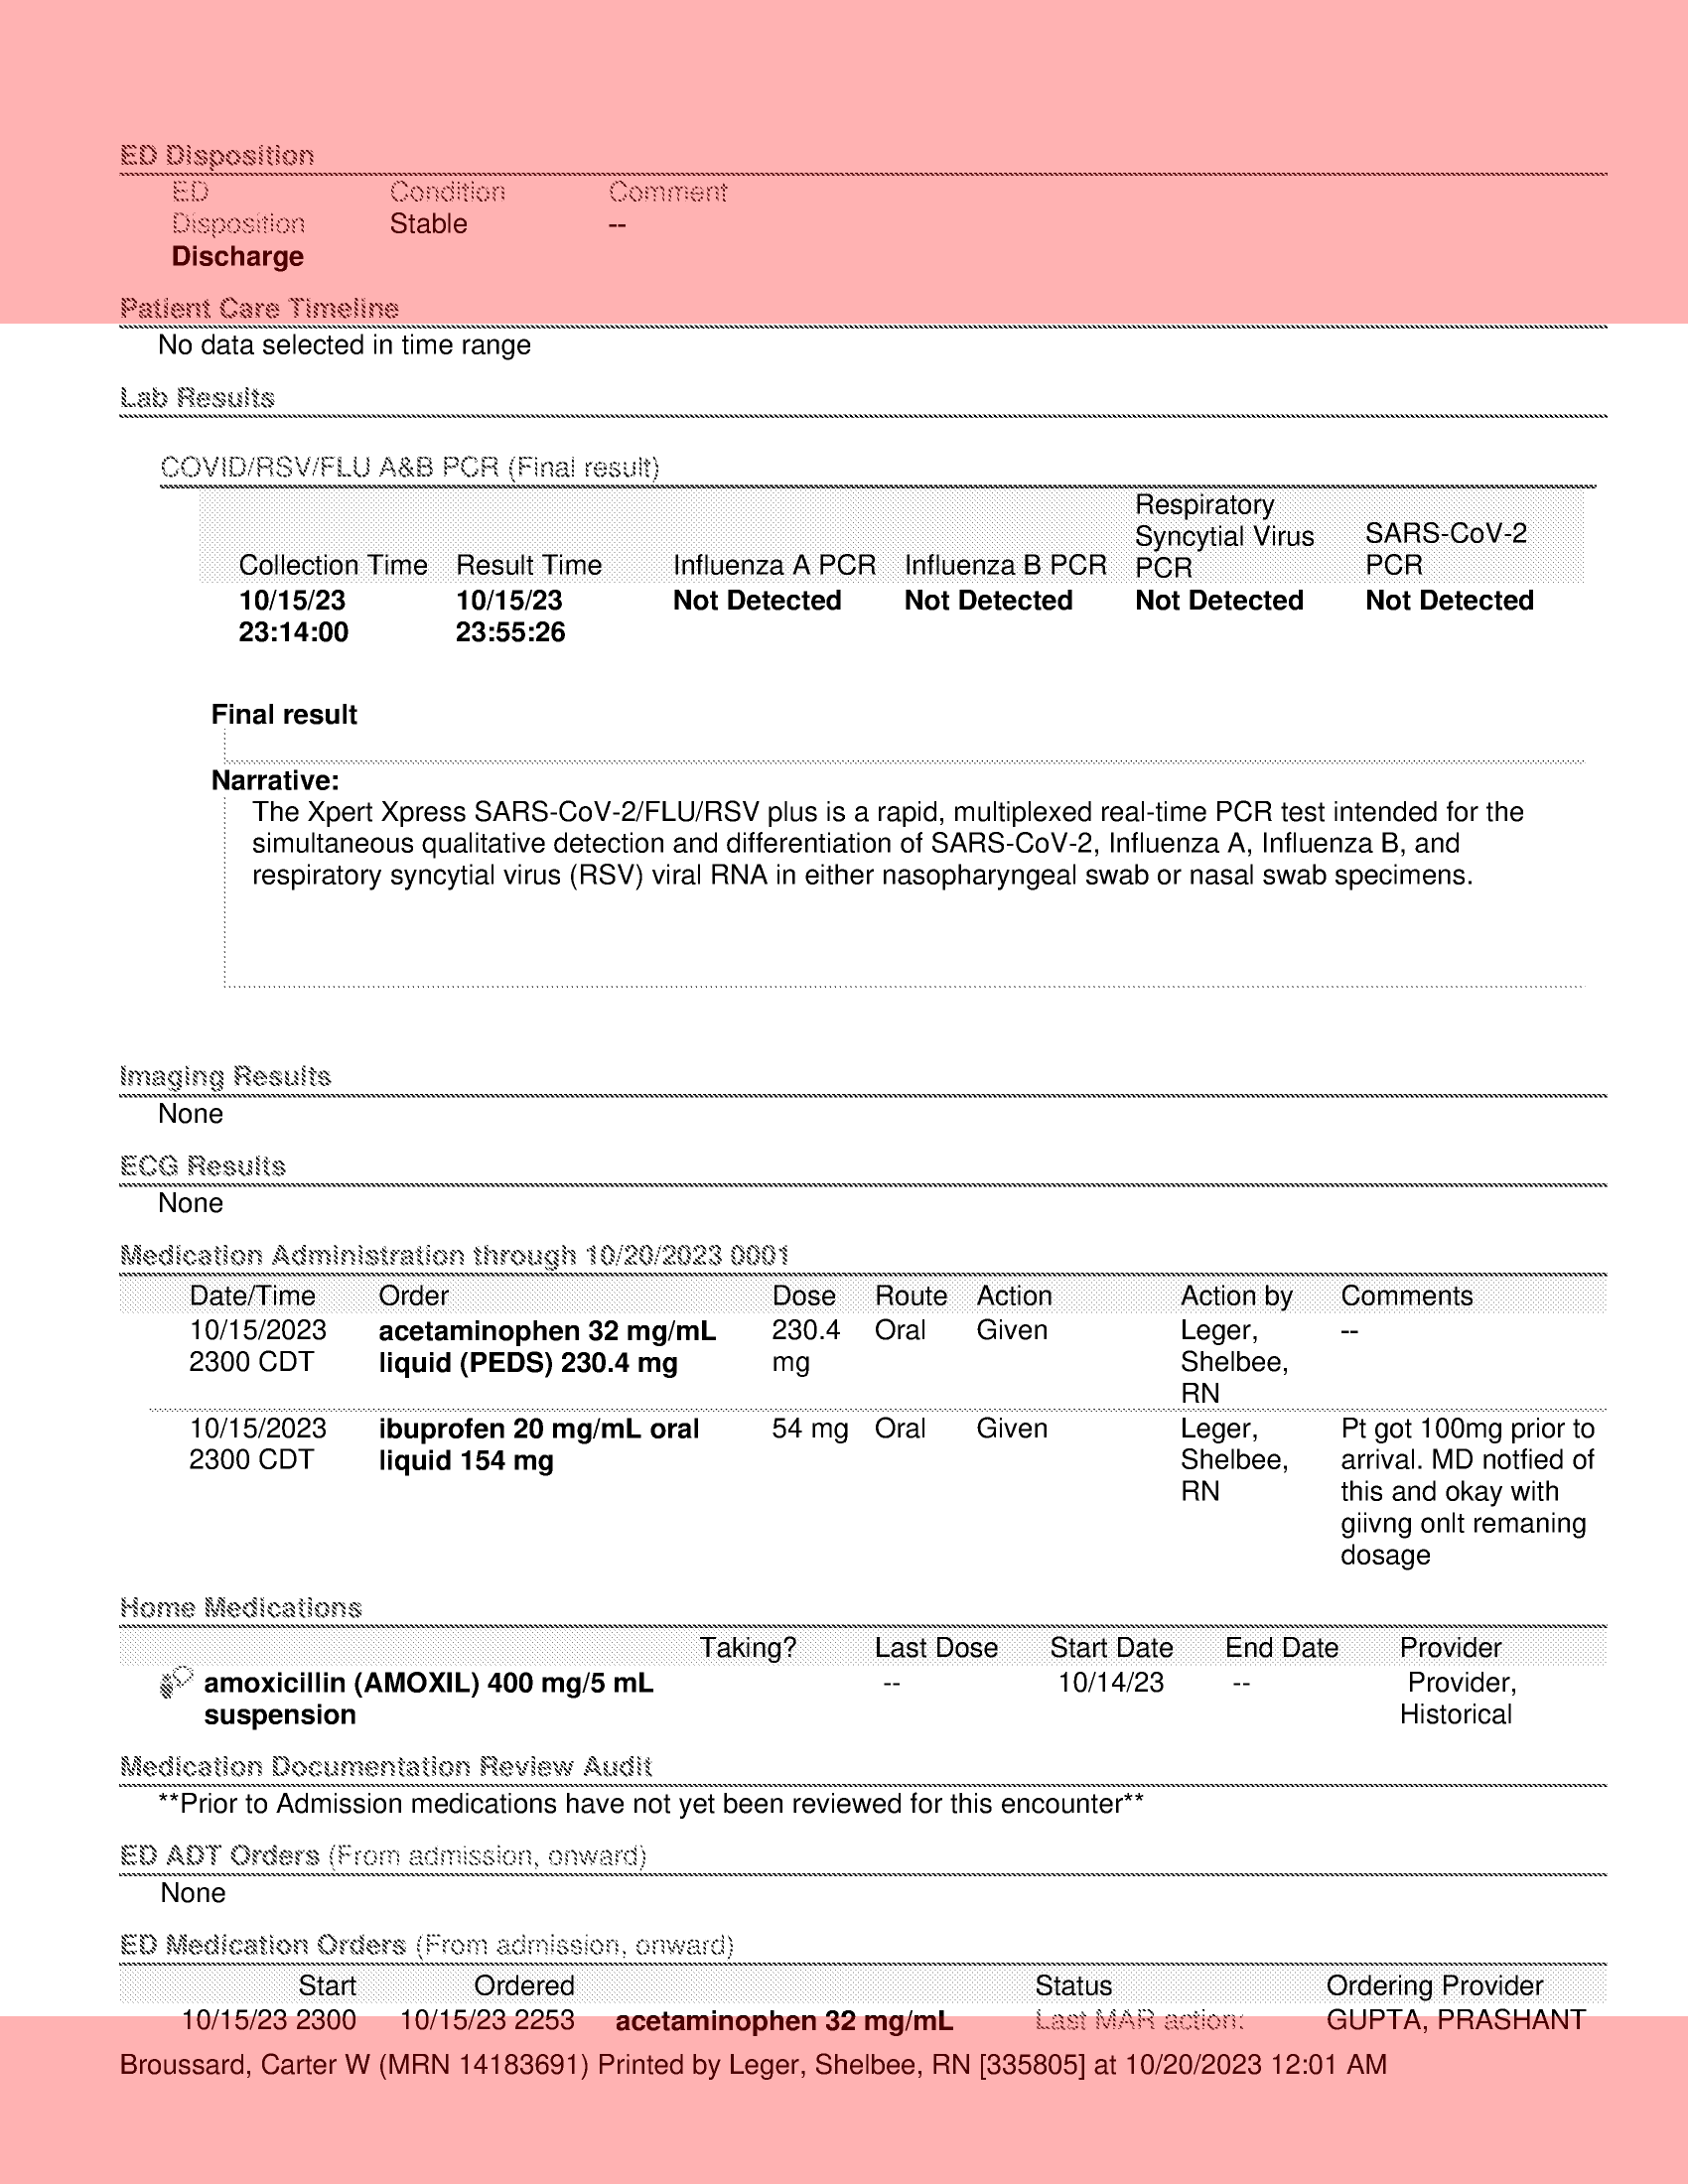 ED Disposition
ED Condition Comment
Disposition Stable --
Discharge
Patient Care Timeline
No data selected in time range
Lab Results
COVID/RSV/FLU A&B PCR (Final result)
Respiratory
Syncytial Virus SARS-CoV-2
Collection Time Result Time Influenza A PCR Influenza B PCR PCR PCR
10/15/23 10/15/23 Not Detected Not Detected Not Detected Not Detected
23:14:00 23:55:26
Final result
Narrative:
The Xpert Xpress SARS-CoV-2/FLU/RSV plus is a rapid, multiplexed real-time PCR test intended for the
simultaneous qualitative detection and differentiation of SARS-CoV-2, Influenza A, Influenza B, and
respiratory syncytial virus (RSV) viral RNA in either nasopharyngeal swab or nasal swab specimens.
Imaging Results
None
ECG Results
None
Medication Administration through 10/20/2023 0001
Date/Time Order Dose Route Action Action by Comments
10/15/2023 acetaminophen 32 mg/mL 230.4 Oral Given Leger, --
2300 CDT liquid (PEDS) 230.4 mg mg Shelbee,
RN
10/15/2023 ibuprofen 20 mg/mL oral 54 mg Oral Given Leger, Pt got 100mg prior to
2300 CDT liquid 154 mg Shelbee, arrival. MD notfied of
RN this and okay with
giivng onlt remaning
dosage
Home Medications
Taking? Last Dose Start Date End Date Provider
amoxicillin (AMOXIL) 400 mg/5 mL -- 10/14/23 -- Provider,
suspension Historical
Medication Documentation Review Audit
**Prior to Admission medications have not yet been reviewed for this encounter**
ED ADT Orders (From admission, onward)
None
ED Medication Orders (From admission, onward)
Start Ordered Status Ordering Provider
10/15/23 2300 10/15/23 2253 acetaminophen 32 mg/mL Last MAR action: GUPTA, PRASHANT
Broussard, Carter W (MRN 14183691) Printed by Leger, Shelbee, RN [335805] at 10/20/2023 12:01 AM